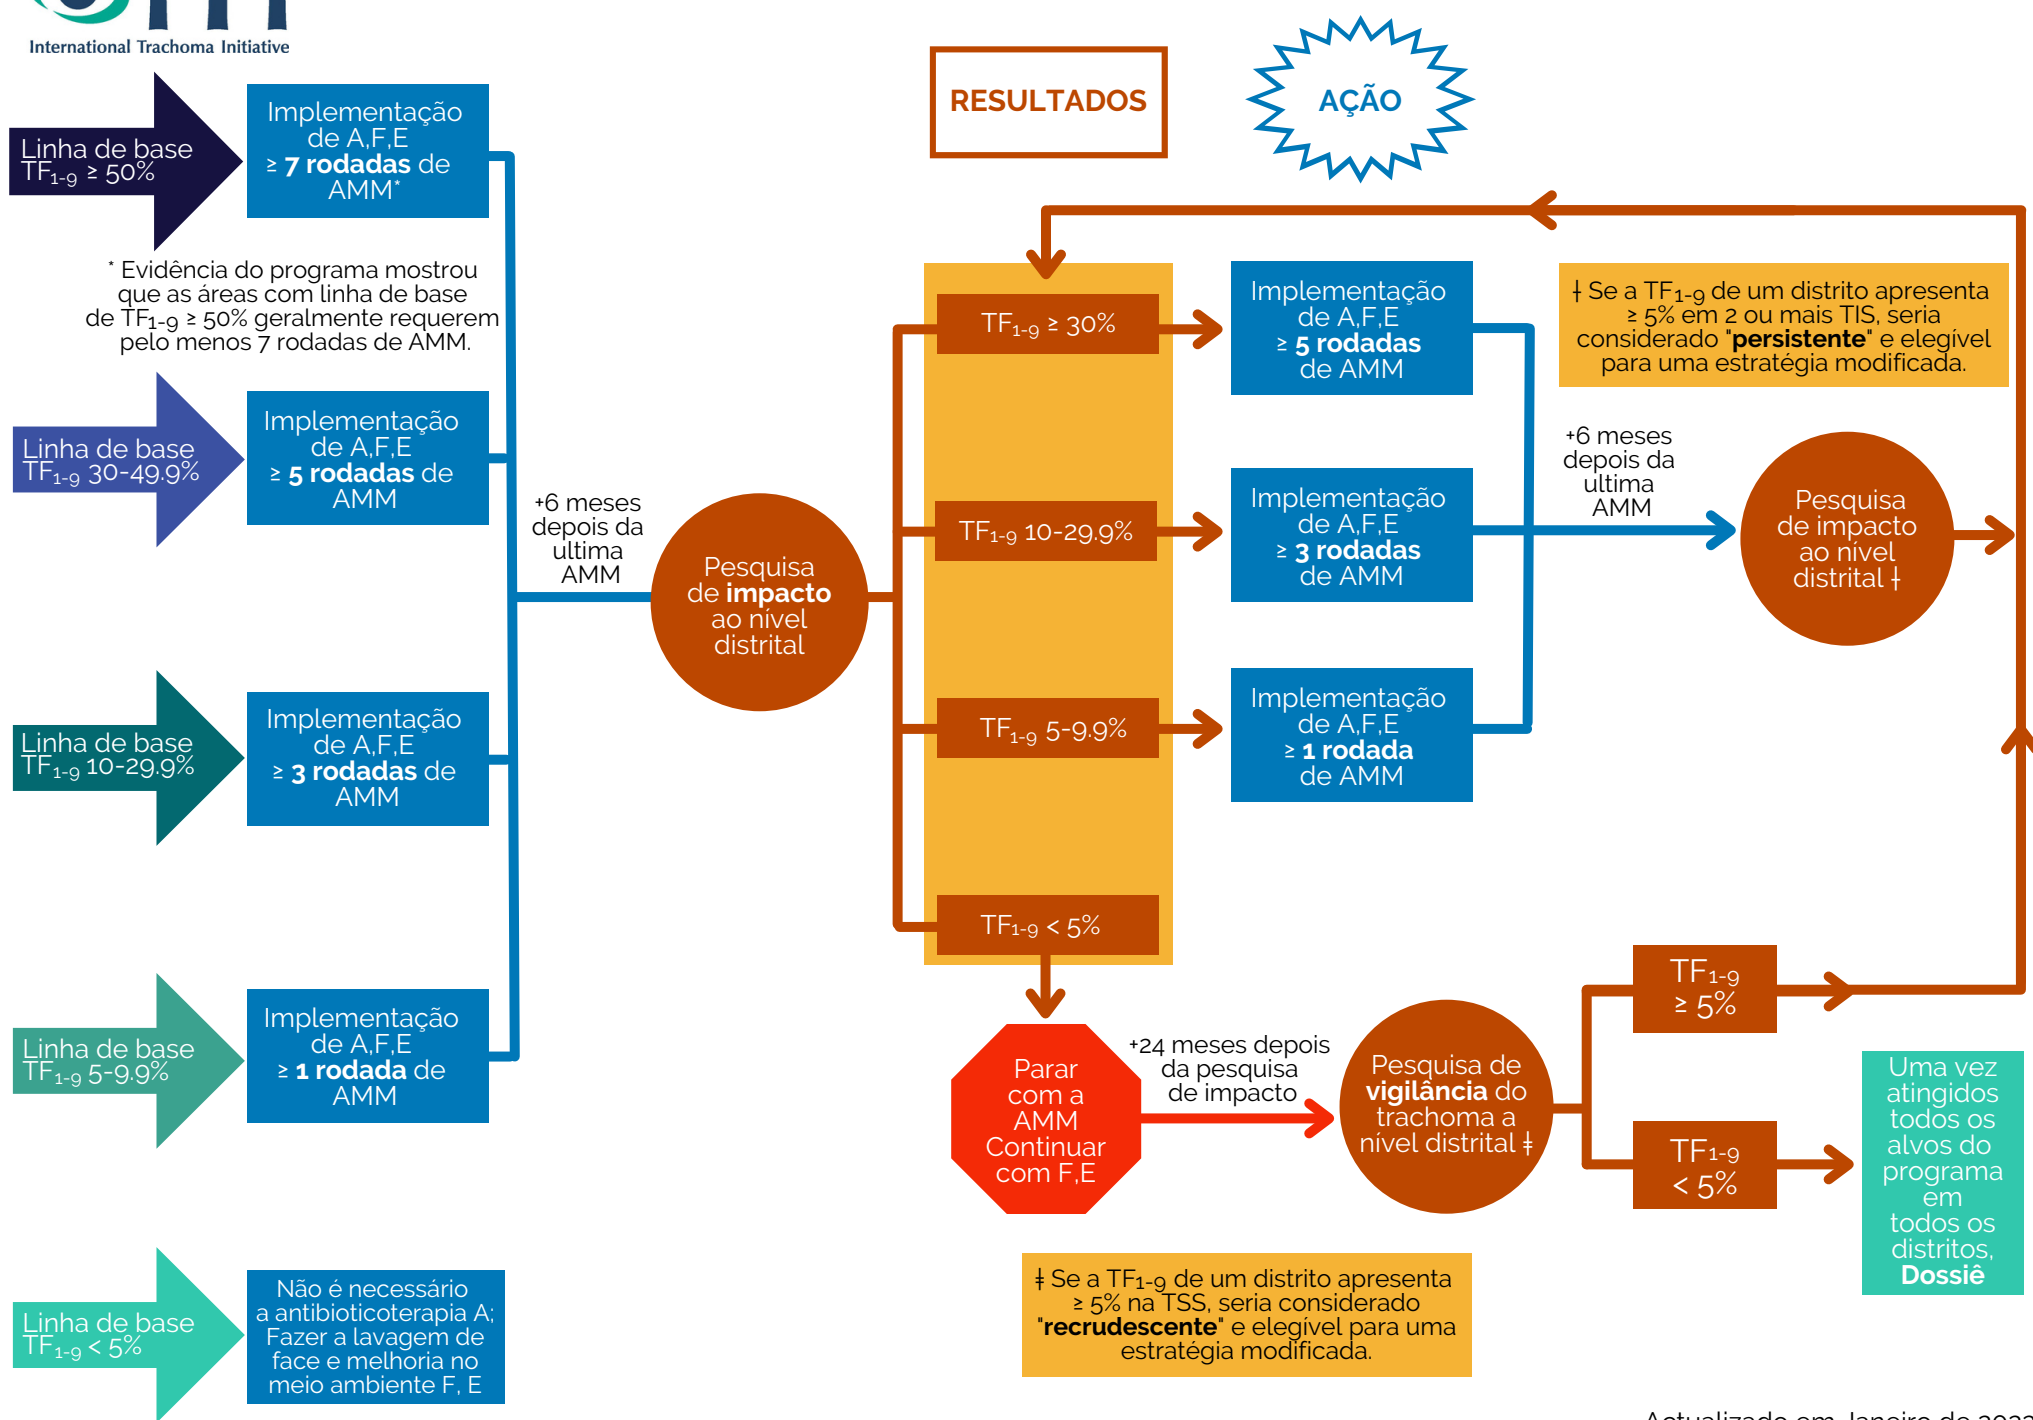 International Trachoma Initiative
RESULTADOS
AÇÃO
Linha de base
TF1-9 ≥ 50%
Implementação
de A,F,E
≥ 7 rodadas de
AMM*
* Evidência do programa mostrou
que as áreas com linha de base
de TF1-9 ≥ 50% geralmente requerem
pelo menos 7 rodadas de AMM.
Linha de base
TF1-9 30-49.9%
Implementação
de A,F,E
≥ 5 rodadas de
AMM
Linha de base
TF1-9 10-29.9%
Implementação
de A,F,E
≥ 3 rodadas de
AMM
Linha de base
TF1-9 5-9.9%
Implementação
de A,F,E
≥ 1 rodada de
AMM
Linha de base
TF1-9 < 5%
Não é necessário
a antibioticoterapia A;
Fazer a lavagem de
face e melhoria no
meio ambiente F, E
+6 meses
depois da
ultima
AMM
Pesquisa
de impacto
ao nível
distrital
TF1-9 ≥ 30%
Implementação
de A,F,E
≥ 5 rodadas
de AMM
TF1-9 10-29.9%
Implementação
de A,F,E
≥ 3 rodadas
de AMM
TF1-9 5-9.9%
Implementação
de A,F,E
≥ 1 rodada
de AMM
TF1-9 < 5%
ƚ Se a TF1-9 de um distrito apresenta
≥ 5% em 2 ou mais TIS, seria
considerado "persistente" e elegível
para uma estratégia modificada.
+6 meses
depois da
ultima
AMM
Pesquisa
de impacto
ao nível
distrital ƚ
Parar
com a
AMM
Continuar
com F,E
+24 meses depois
da pesquisa
de impacto
Pesquisa de
vigilância do
trachoma a
nível distrital ǂ
TF1-9
≥ 5%
TF1-9
< 5%
Uma vez
atingidos
todos os
alvos do
programa
em
todos os
distritos,
Dossiê
ǂ Se a TF1-9 de um distrito apresenta
≥ 5% na TSS, seria considerado
"recrudescente" e elegível para uma
estratégia modificada.
Actualizado em Janeiro de